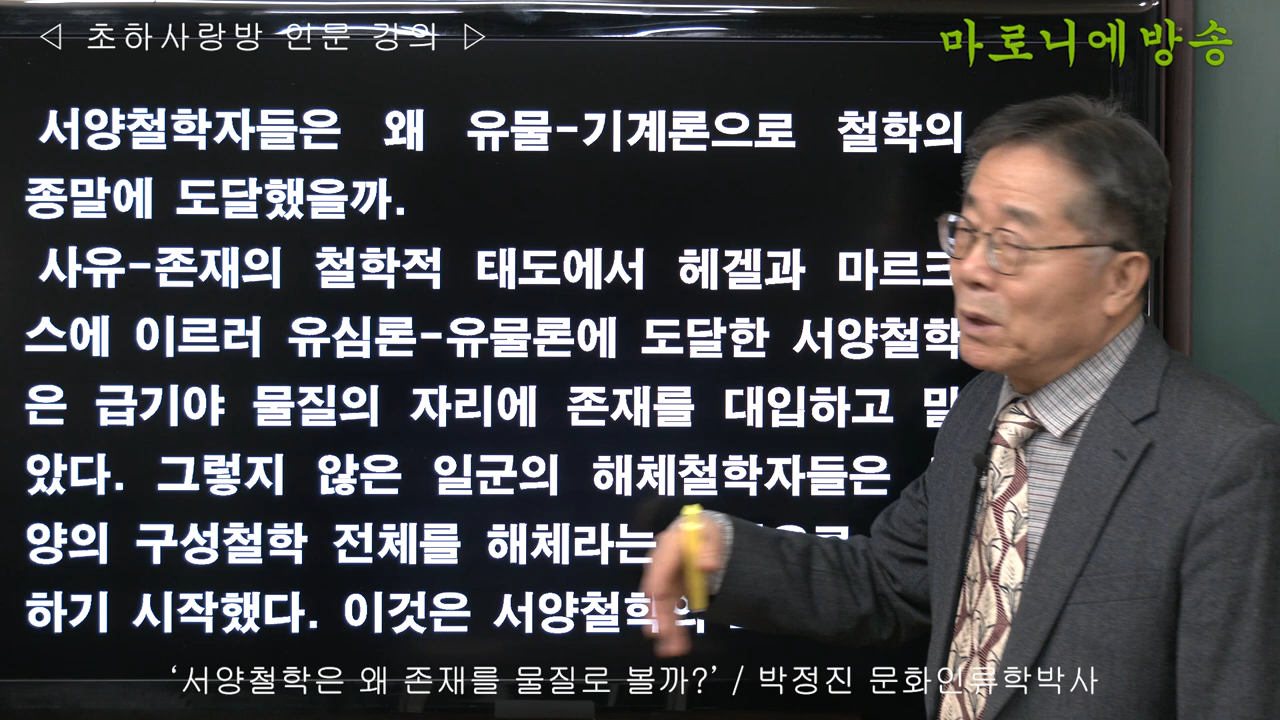 ◁ 초하사랑방 인문 강의 ▷
마로니에방송
서양철학자들은 왜 유물-기계론으로 철학의
종말에 도달했을까.
사유-존재의 철학적 태도에서 헤겔과 마르크
스에 이르러 유심론-유물론에 도달한 서양철학
은 급기야 물질의 자리에 존재를 대입하고 말
았다. 그렇지 않은 일군의 해체철학자들은
양의 구성철학 전체를 해체라는
하기 시작했다. 이것은 서양철학의
‘서양철학은 왜 존재를 물질로 볼까?’ / 박정진 문화인류학박사